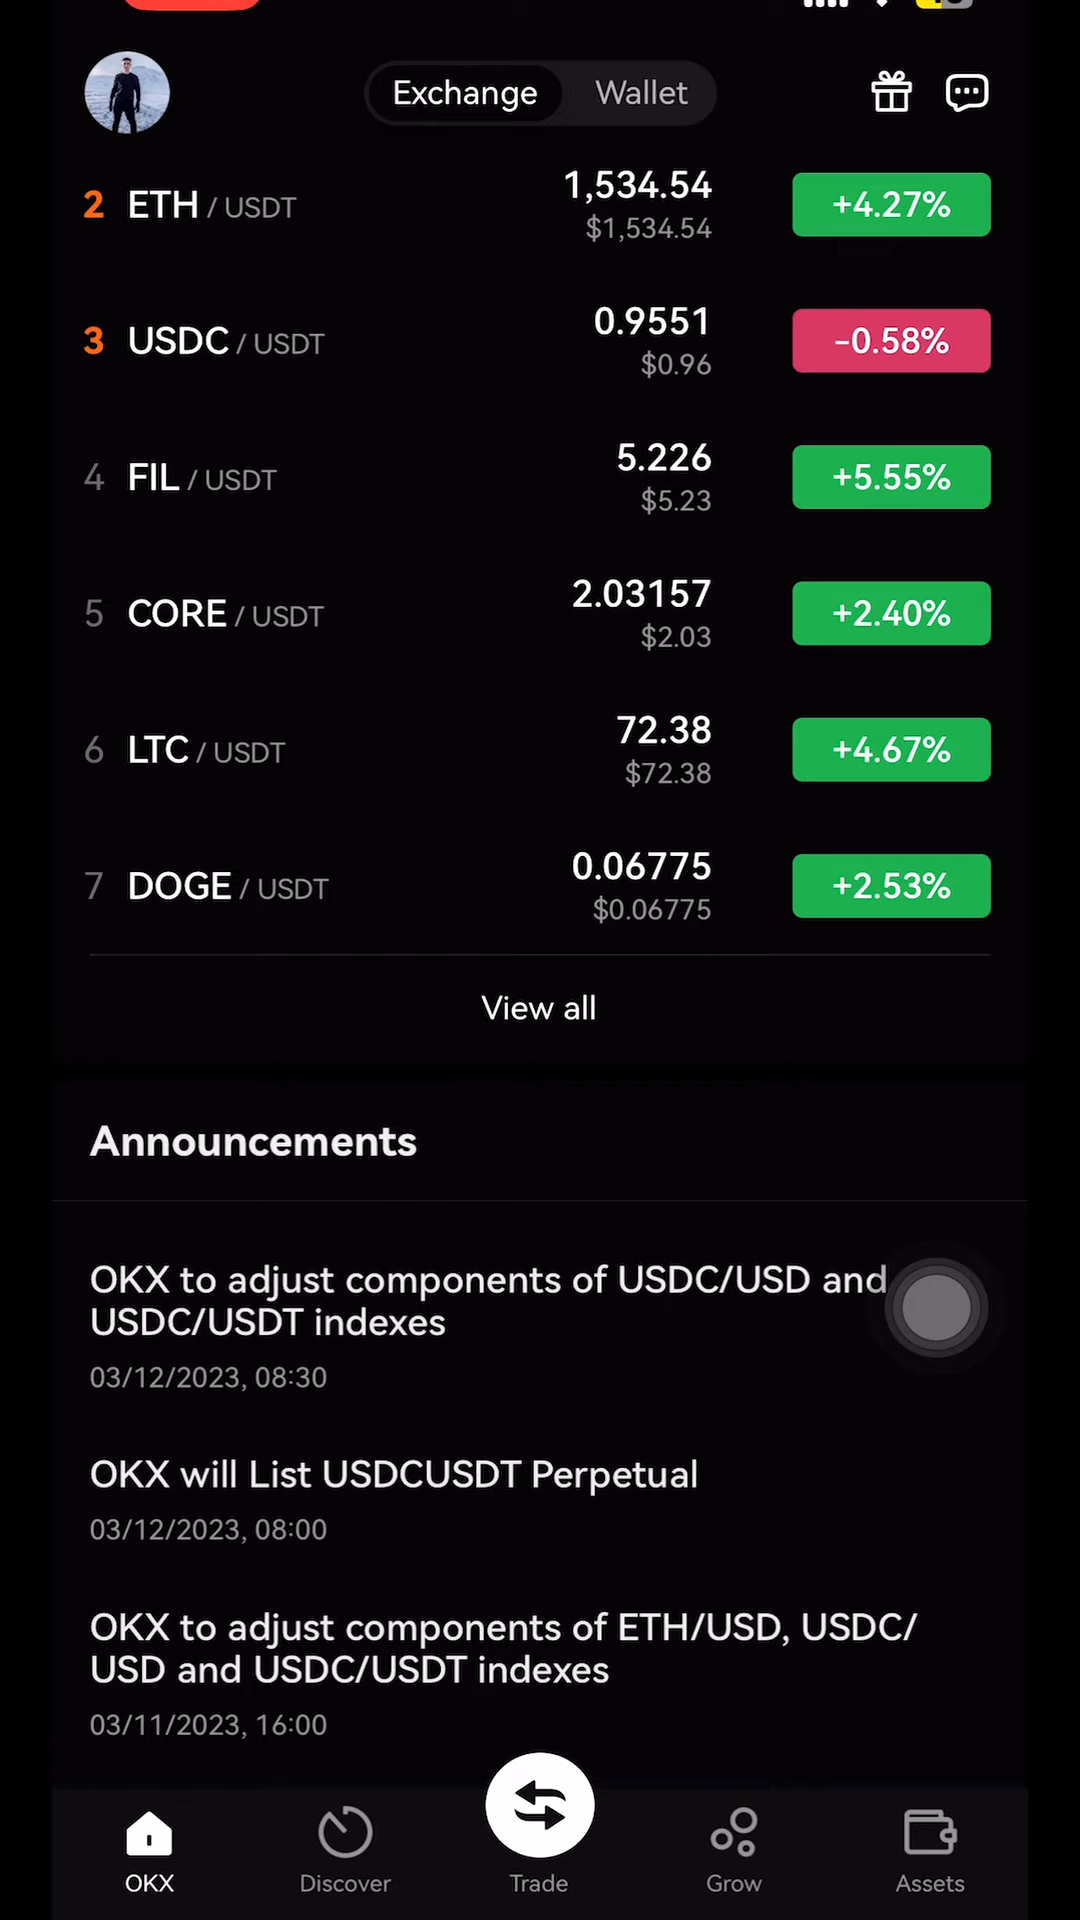 Exchange Wallet
2 ETH / USDT 1,534.54 +4.27%
$1,534.54
3 USDC / USDT 0.9551 -0.58%
$0.96
4 FIL / USDT 5.226 +5.55%
$5.23
5 CORE / USDT 2.03157 +2.40%
$2.03
6 LTC / USDT 72.38 +4.67%
$72.38
7 DOGE / USDT 0.06775 +2.53%
$0.06775
View all
Announcements
OKX to adjust components of USDC/USD and
USDC/USDT indexes
03/12/2023, 08:30
OKX will List USDCUSDT Perpetual
03/12/2023, 08:00
OKX to adjust components of ETH/USD, USDC/
USD and USDC/USDT indexes
03/11/2023, 16:00
OKX Discover Trade Grow Assets